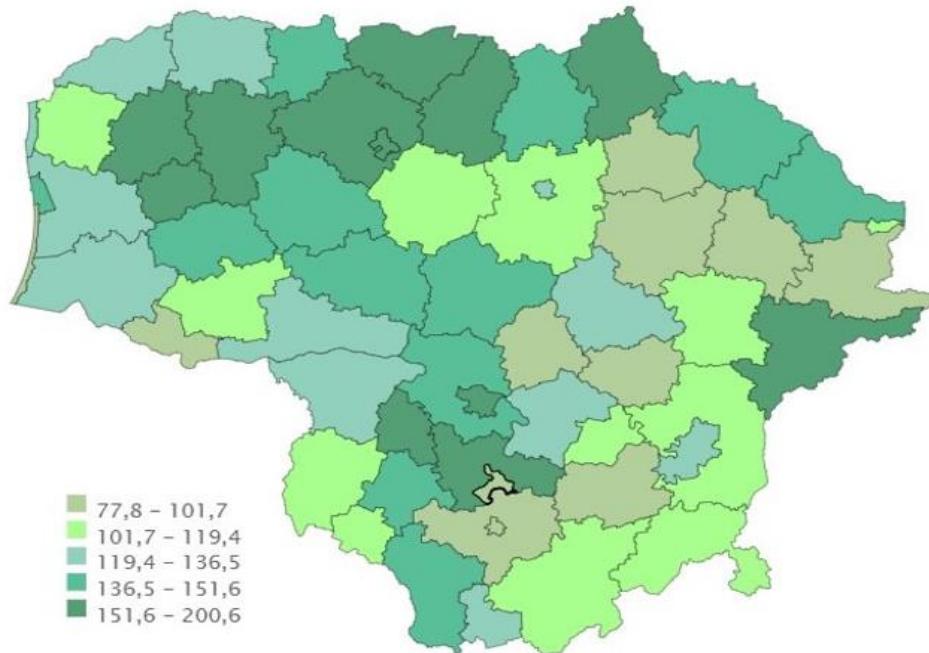 77,8 – 101,7
101,7 – 119,4
119,4 – 136,5
136,5 – 151,6
151,6 – 200,6